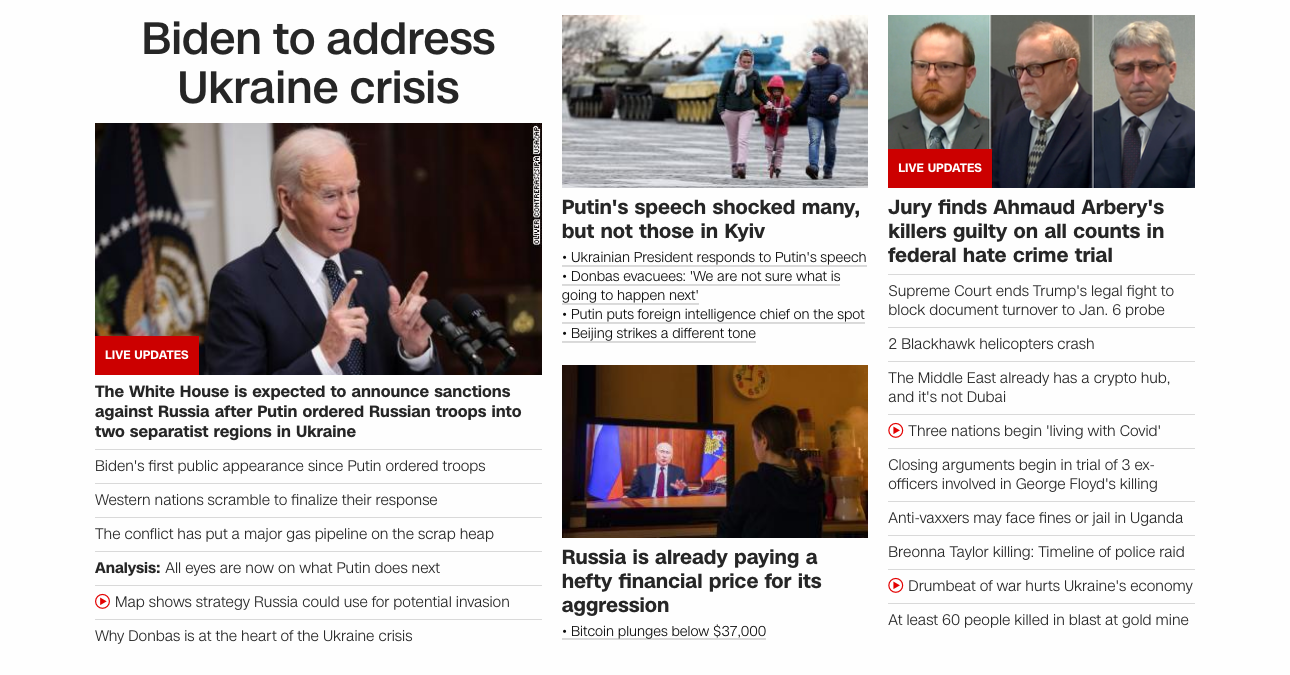 Biden to address
Ukraine crisis
OLIVER CONTRERAS/SIPA USA/AP
LIVE UPDATES
The White House is expected to announce sanctions
against Russia after Putin ordered Russian troops into
two separatist regions in Ukraine
Biden's first public appearance since Putin ordered troops
Western nations scramble to finalize their response
The conflict has put a major gas pipeline on the scrap heap
Analysis: All eyes are now on what Putin does next
Map shows strategy Russia could use for potential invasion
Why Donbas is at the heart of the Ukraine crisis
Putin's speech shocked many,
but not those in Kyiv
• Ukrainian President responds to Putin's speech
• Donbas evacuees: 'We are not sure what is
going to happen next'
• Putin puts foreign intelligence chief on the spot
• Beijing strikes a different tone
Russia is already paying a
hefty financial price for its
aggression
• Bitcoin plunges below $37,000
LIVE UPDATES
Jury finds Ahmaud Arbery's
killers guilty on all counts in
federal hate crime trial
Supreme Court ends Trump's legal fight to
block document turnover to Jan. 6 probe
2 Blackhawk helicopters crash
The Middle East already has a crypto hub,
and it's not Dubai
Three nations begin 'living with Covid'
Closing arguments begin in trial of 3 ex-
officers involved in George Floyd's killing
Anti-vaxxers may face fines or jail in Uganda
Breonna Taylor killing: Timeline of police raid
Drumbeat of war hurts Ukraine's economy
At least 60 people killed in blast at gold mine